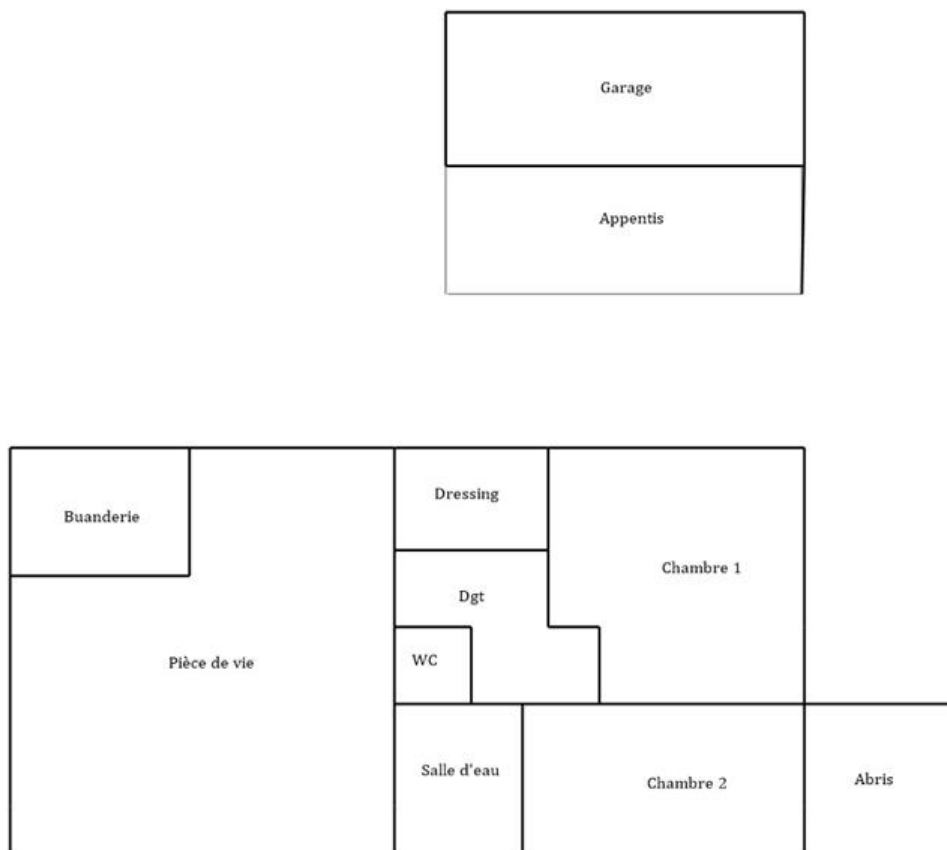 Garage
Appentis
Dressing
Buanderie
Chambre 1
Dgt
Pièce de vie
WC
Salle d'eau
Chambre 2
Abris